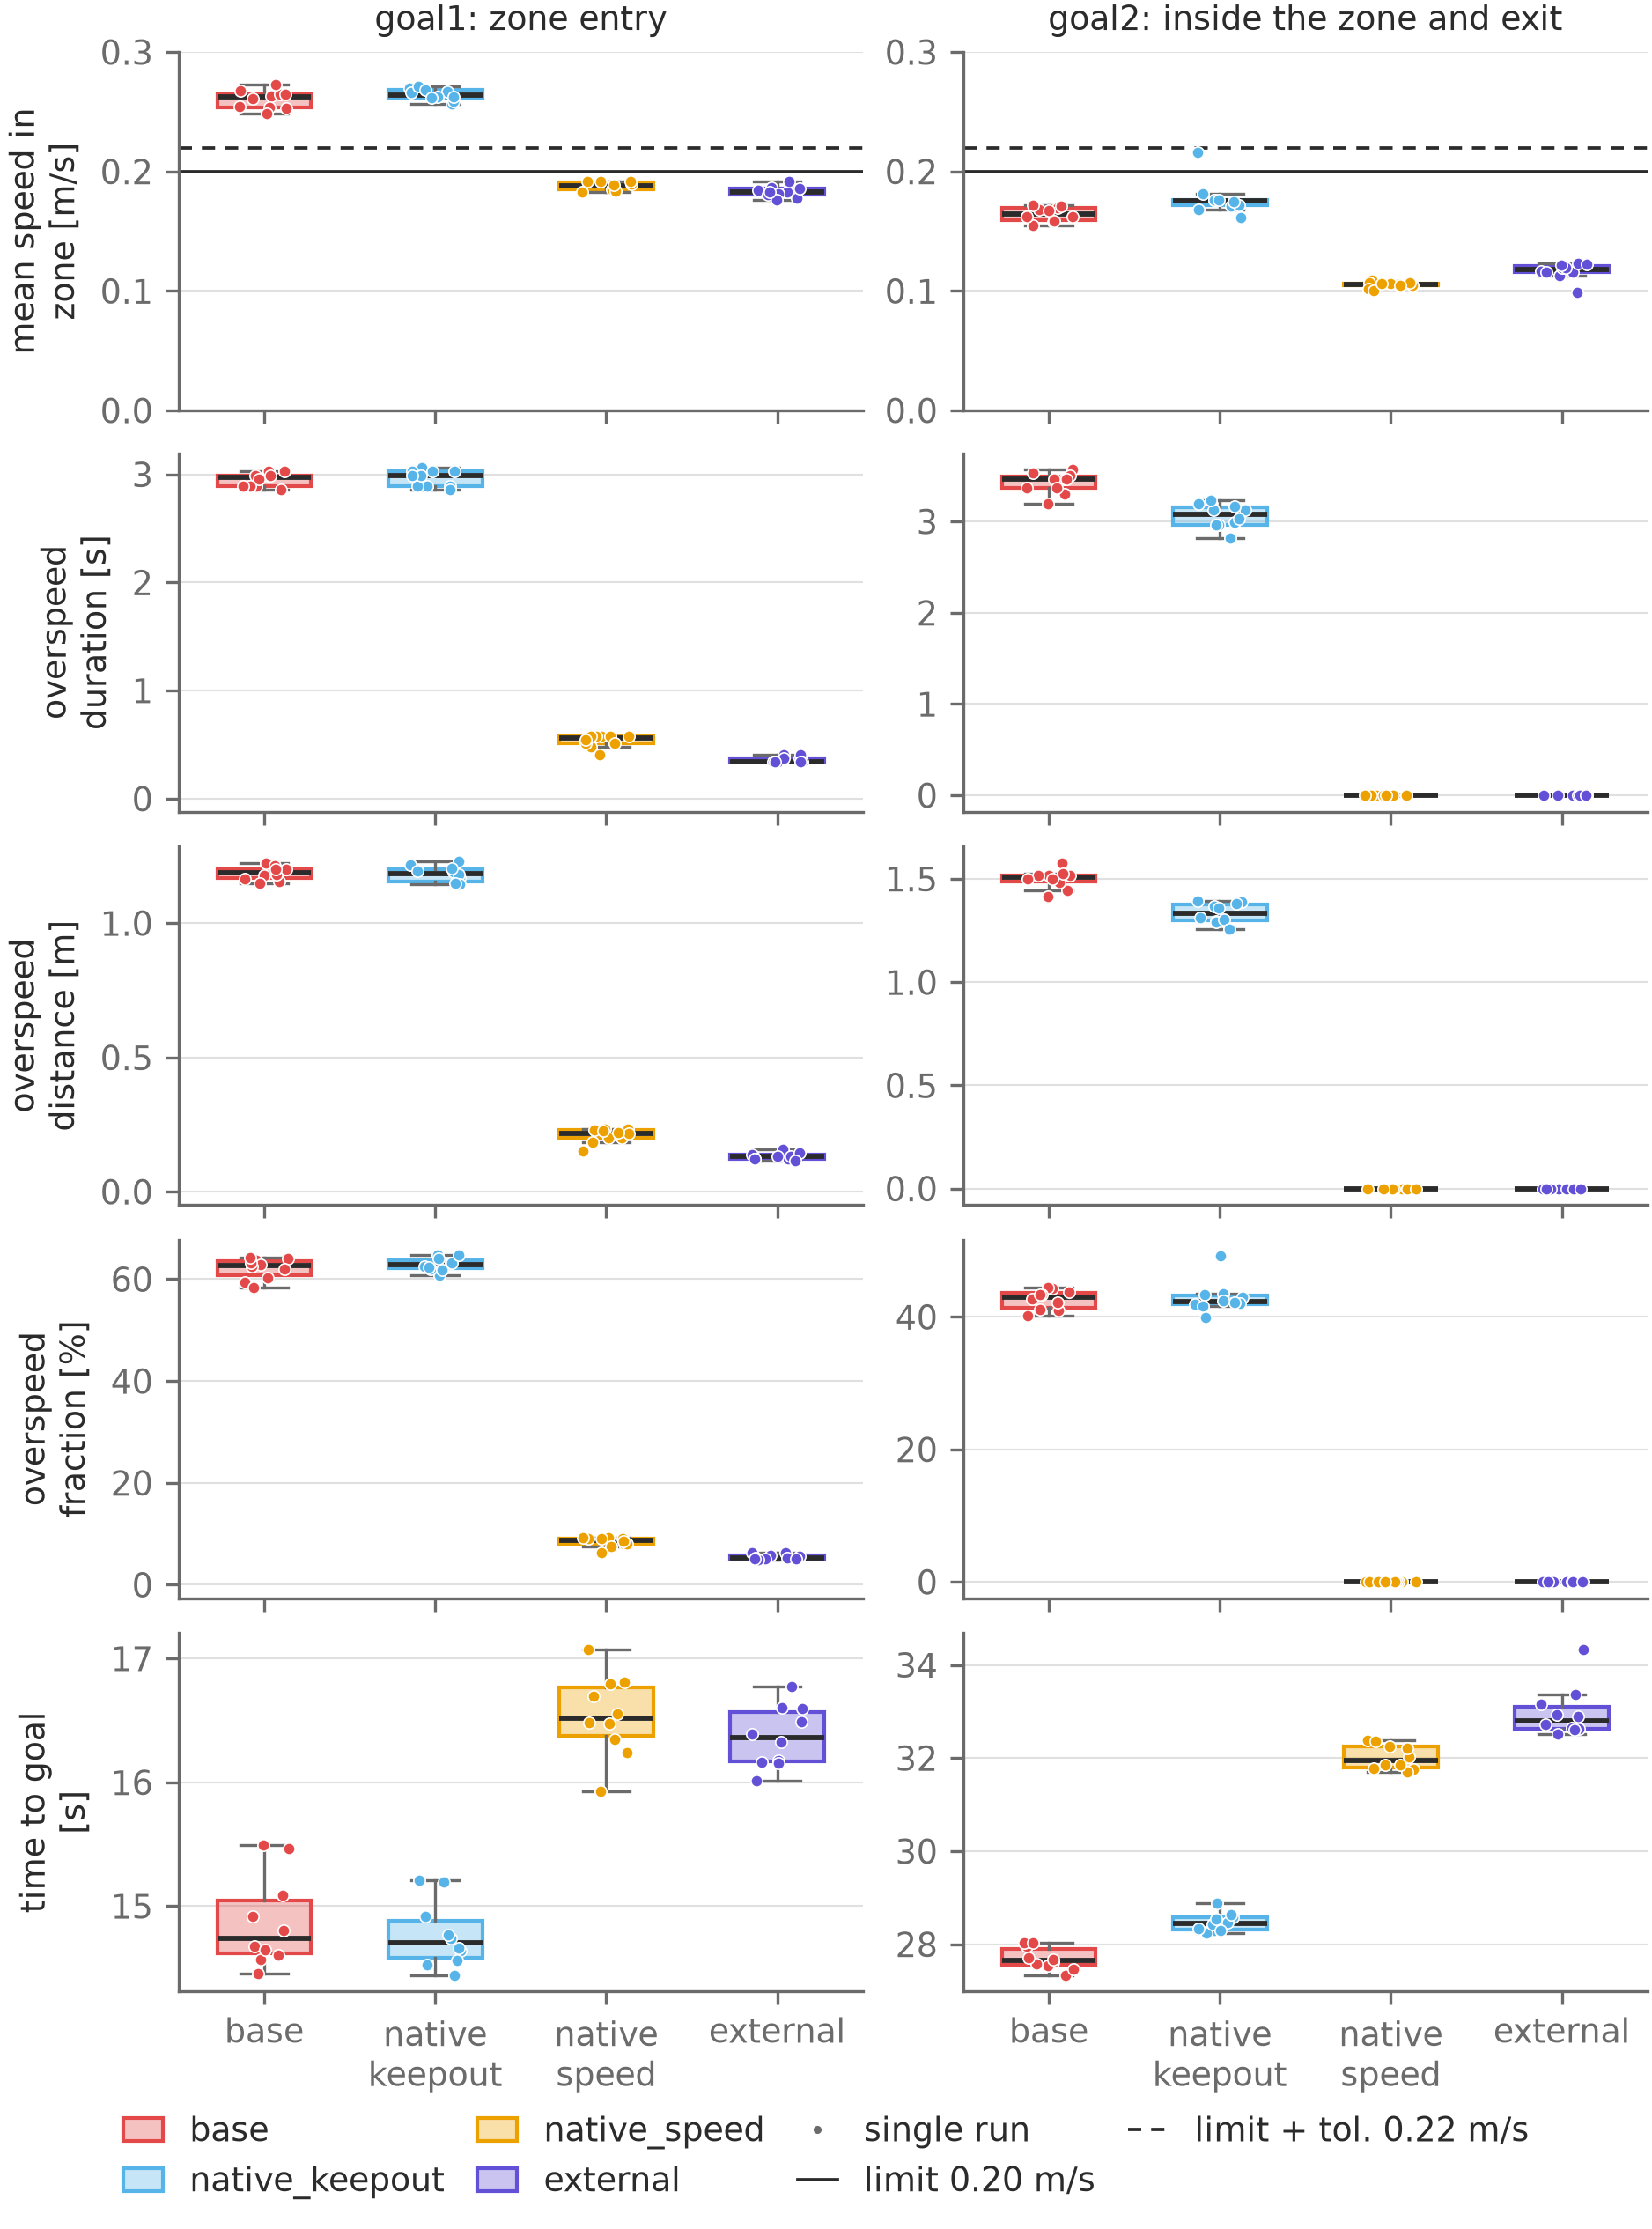 goal1: zone entry
goal2: inside the zone and exit
mean speed in
zone [m/s]
0.3
0.2
0.1
0.0
0.3
0.2
0.1
0.0
overspeed
duration [s]
3
2
1
0
3
2
1
0
overspeed
distance [m]
1.0
0.5
0.0
1.5
1.0
0.5
0.0
overspeed
fraction [%]
60
40
20
0
40
20
0
time to goal
[s]
17
16
15
34
32
30
28
base
native
keepout
native
speed
external
base
native
keepout
native
speed
external
base
native_keepout
native_speed
external
single run
limit 0.20 m/s
limit + tol. 0.22 m/s